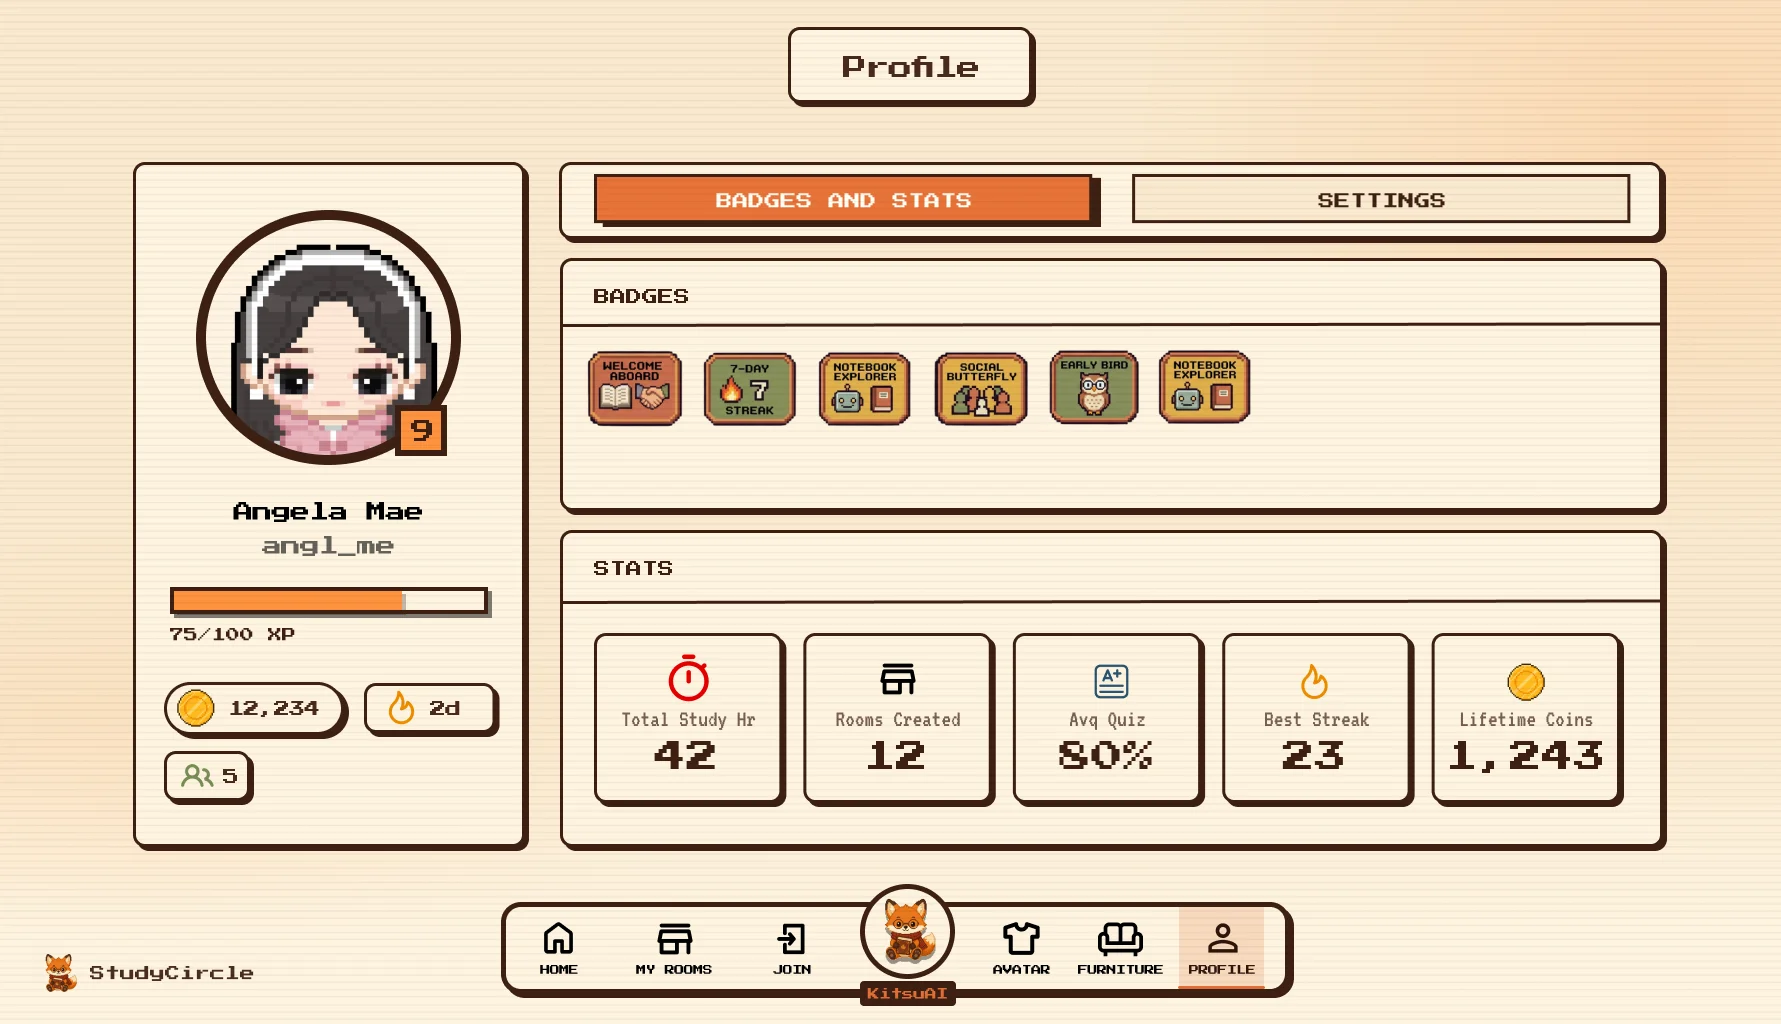 Profile
9
Angela Mae
angl_me
75/100 XP
12,234
2d
5
BADGES AND STATS
SETTINGS
BADGES
WELCOME
ABOARD
7-DAY
7
STREAK
NOTEBOOK
EXPLORER
SOCIAL
BUTTERFLY
EARLY BIRD
NOTEBOOK
EXPLORER
STATS
Total Study Hr
42
Rooms Created
12
A+
Avq Quiz
80%
Best Streak
23
Lifetime Coins
1,243
StudyCircle
HOME
MY ROOMS
JOIN
KitsuAI
AVATAR
FURNITURE
PROFILE